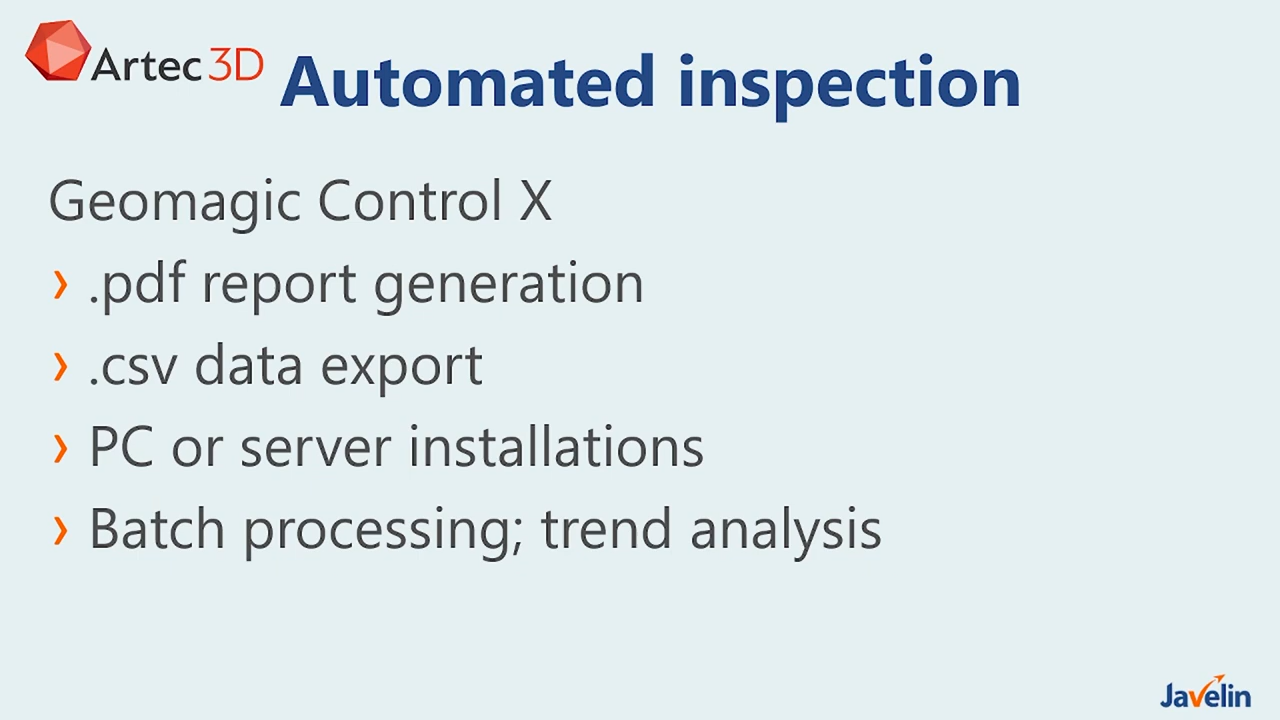 Artec 3D
Automated inspection
Geomagic Control X
› .pdf report generation
› .csv data export
› PC or server installations
› Batch processing; trend analysis
Javelin